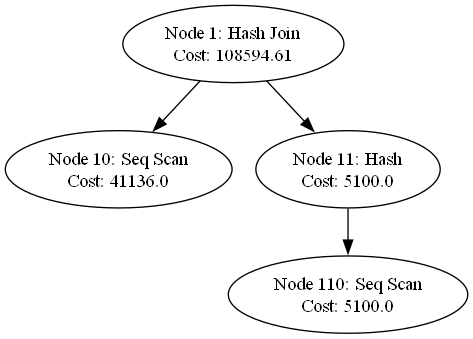 Node 1: Hash Join
Cost: 108594.61
Node 10: Seq Scan
Cost: 41136.0
Node 11: Hash
Cost: 5100.0
Node 110: Seq Scan
Cost: 5100.0